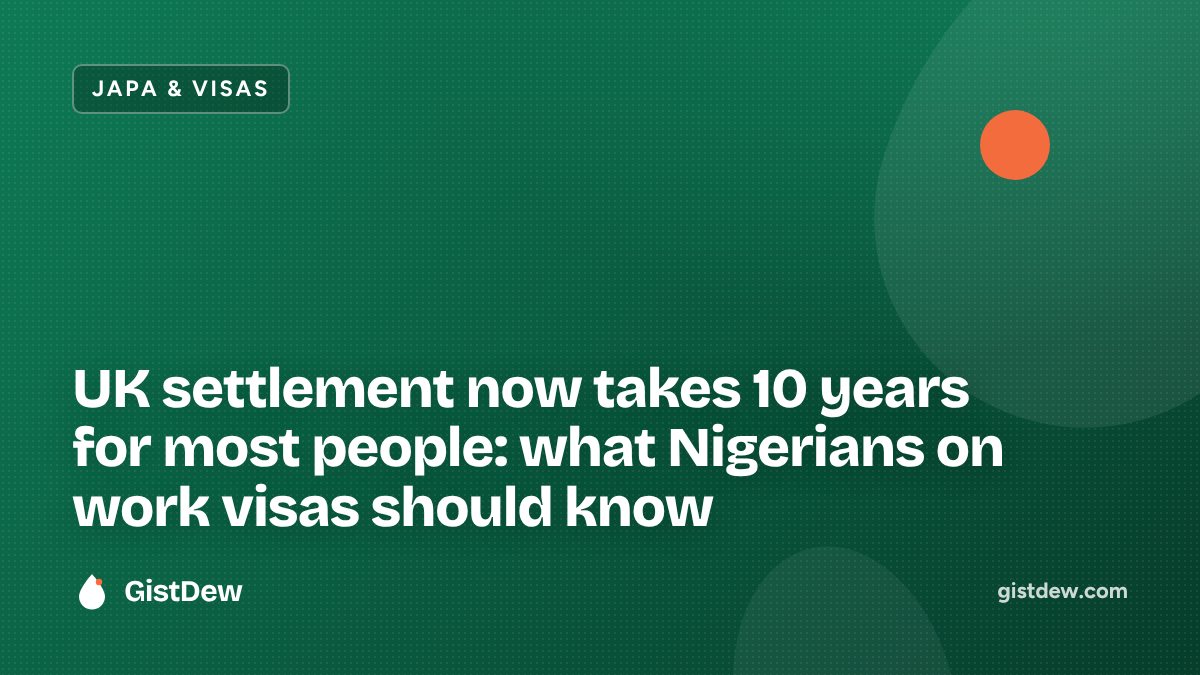 JAPA & VISAS
UK settlement now takes 10 years
for most people: what Nigerians on
work visas should know
GistDew
gistdew.com